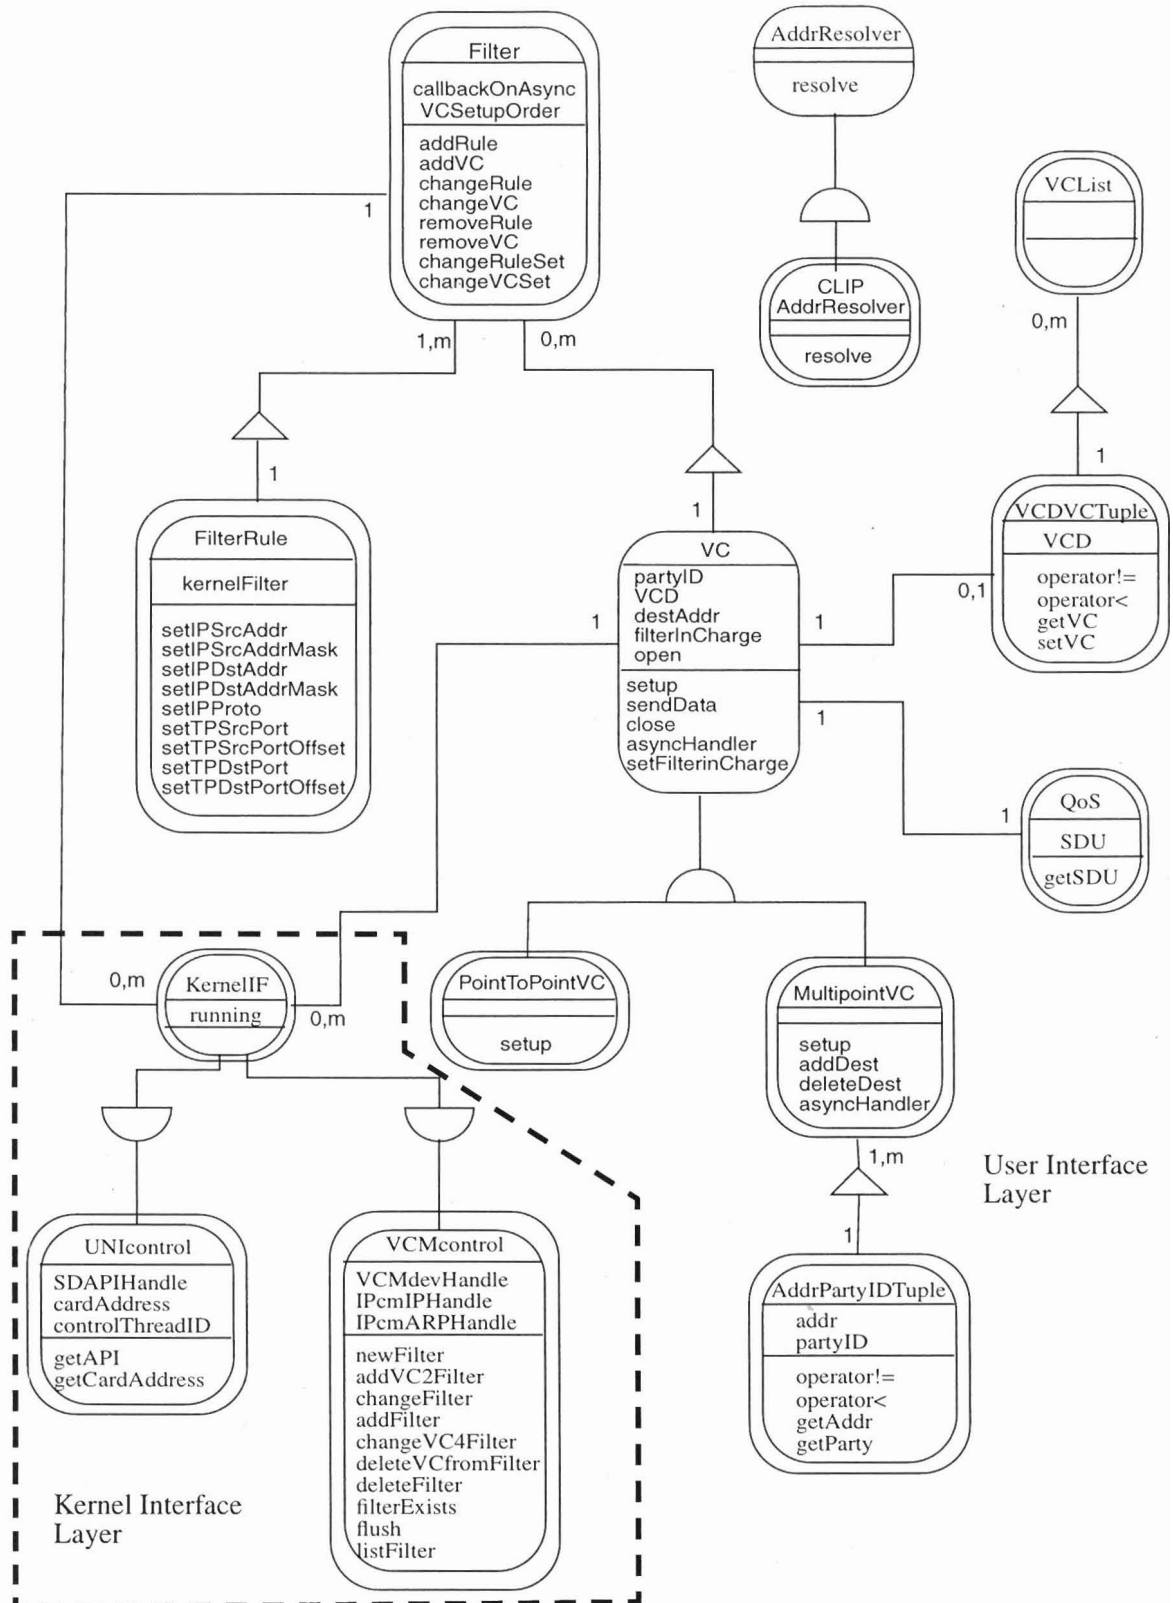 Filter
callbackOnAsync
VCSetupOrder
addRule
addVC
changeRule
changeVC
removeRule
removeVC
changeRuleSet
changeVCSet
1
1,m
0,m
AddrResolver
resolve
CLIP
AddrResolver
resolve
VCList
0,m
1
VCDVCTuple
VCD
operator!=
operator<
getVC
setVC
0,1
1
FilterRule
kernelFilter
setIPSrcAddr
setIPSrcAddrMask
setIPDstAddr
setIPDstAddrMask
setIPProto
setTPSrcPort
setTPSrcPortOffset
setTPDstPort
setTPDstPortOffset
1
VC
partyID
VCD
destAddr
filterInCharge
open
setup
sendData
close
asyncHandler
setFilterinCharge
1
1
1
1
QoS
SDU
getSDU
0,m
KernelIF
running
0,m
PointToPointVC
setup
MultipointVC
setup
addDest
deleteDest
asyncHandler
1,m
User Interface
Layer
1
UNIcontrol
SDAPIHandle
cardAddress
controlThreadID
getAPI
getCardAddress
VCMcontrol
VCMdevHandle
IPcmIPHandle
IPcmARPHandle
newFilter
addVC2Filter
changeFilter
addFilter
changeVC4Filter
deleteVCfromFilter
deleteFilter
filterExists
flush
listFilter
AddrPartyIDTuple
addr
partyID
operator!=
operator<
getAddr
getParty
Kernel Interface
Layer